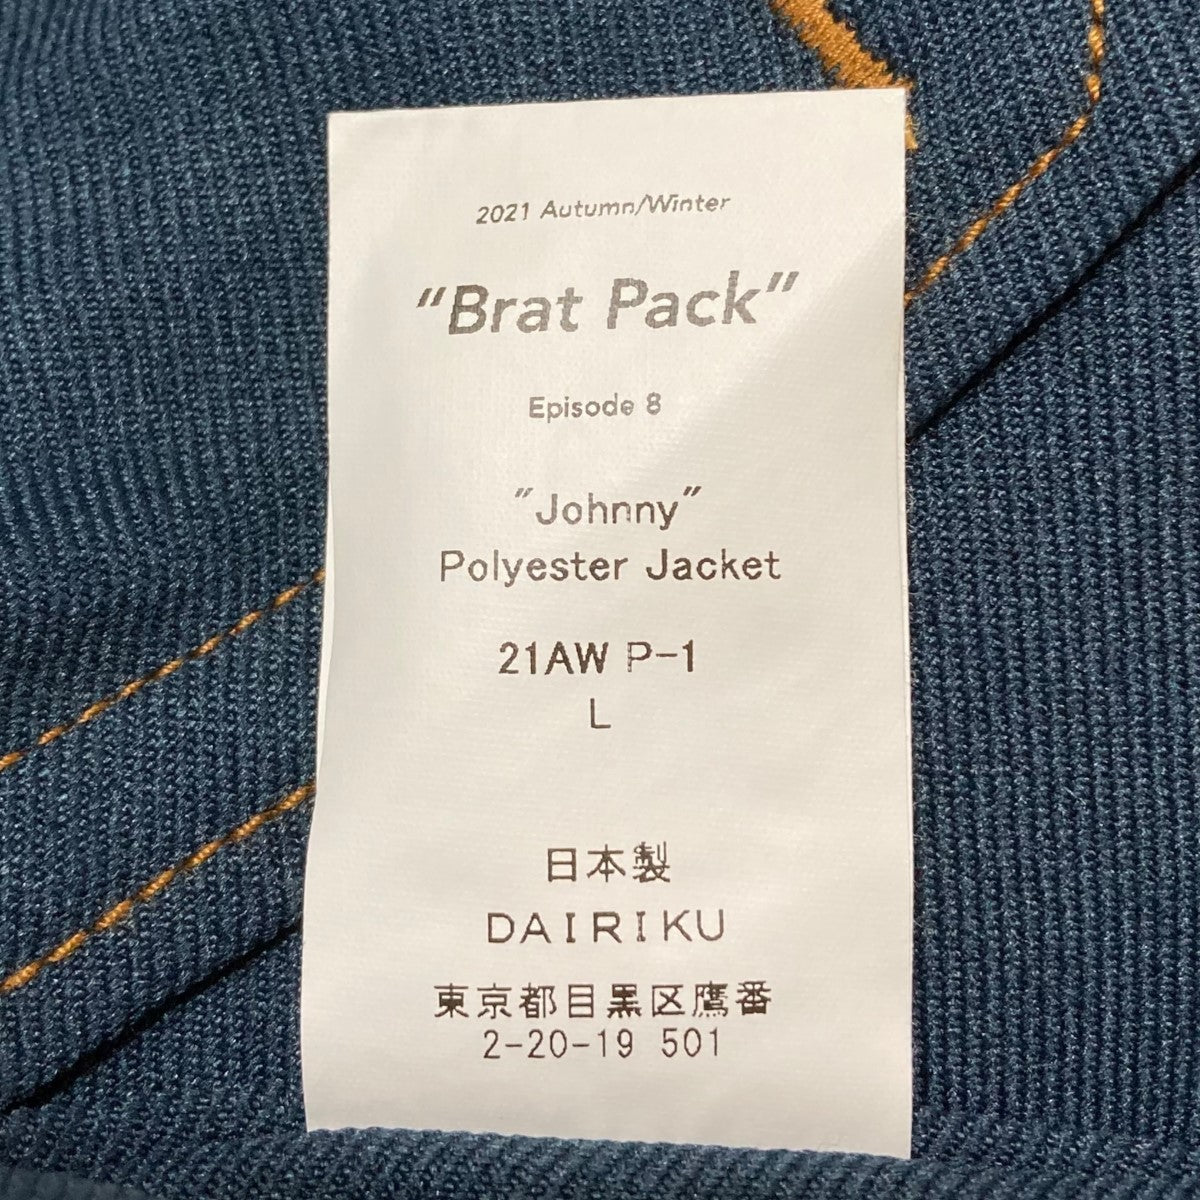 2021 Autumn/Winter
"Brat Pack"
Episode 8
"Johnny"
Polyester Jacket
21AW P-1
L
日本製
DAIRIKU
東京都目黒区鷹番
2-20-19 501